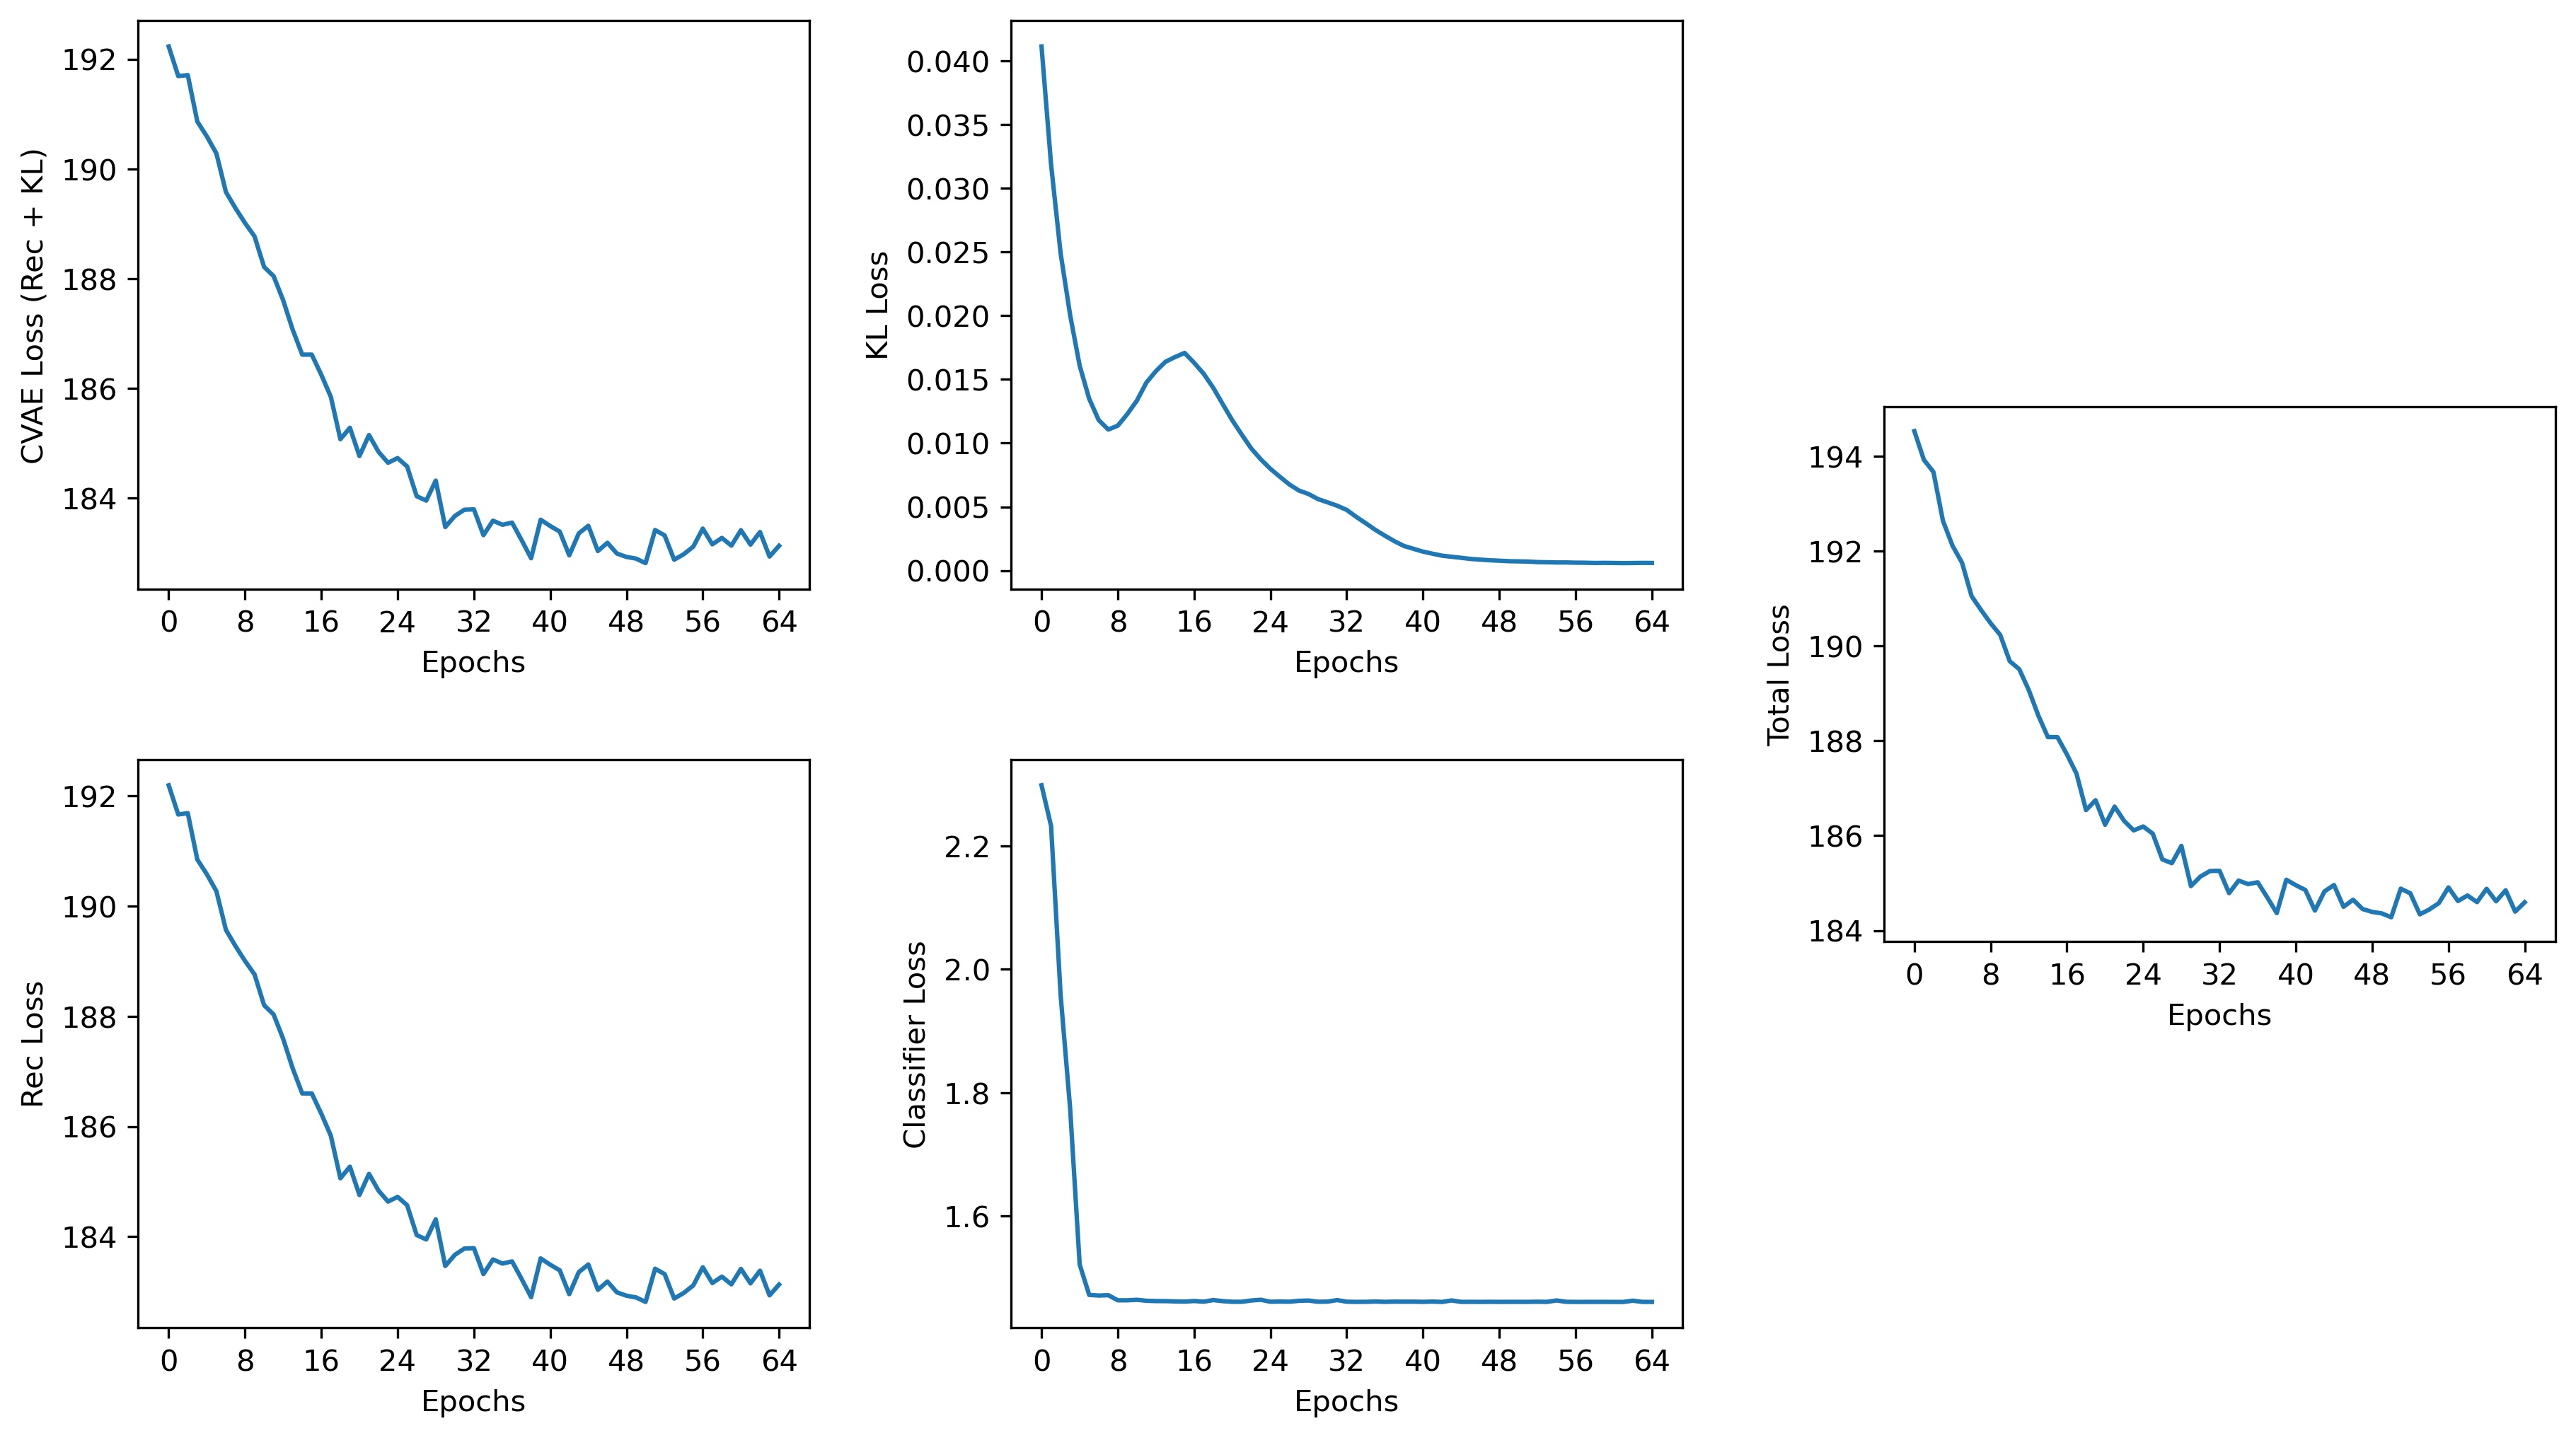 CVAE Loss (Rec + KL)
192
190
188
186
184
0 8 16 24 32 40 48 56 64
Epochs
KL Loss
0.040
0.035
0.030
0.025
0.020
0.015
0.010
0.005
0.000
0 8 16 24 32 40 48 56 64
Epochs
Rec Loss
192
190
188
186
184
0 8 16 24 32 40 48 56 64
Epochs
Classifier Loss
2.2
2.0
1.8
1.6
0 8 16 24 32 40 48 56 64
Epochs
Total Loss
194
192
190
188
186
184
0 8 16 24 32 40 48 56 64
Epochs